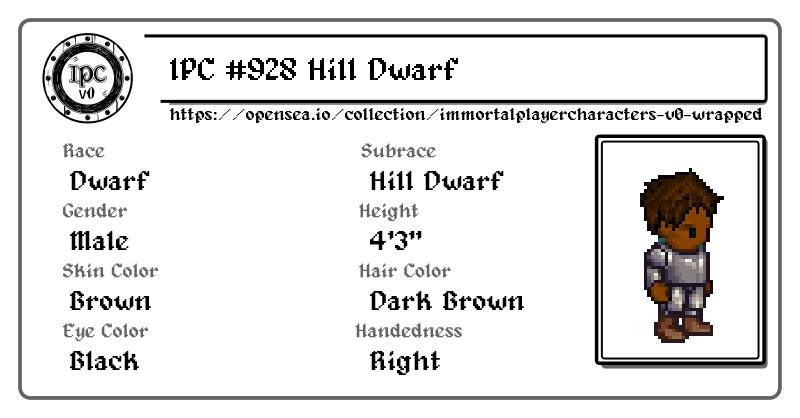 IPC
v0
IPC #928 Hill Dwarf
https://opensea.io/collection/immortalplayercharacters-v0-wrapped
Race
Dwarf
Subrace
Hill Dwarf
Gender
Male
Height
4'3"
Skin Color
Brown
Hair Color
Dark Brown
Eye Color
Black
Handedness
Right